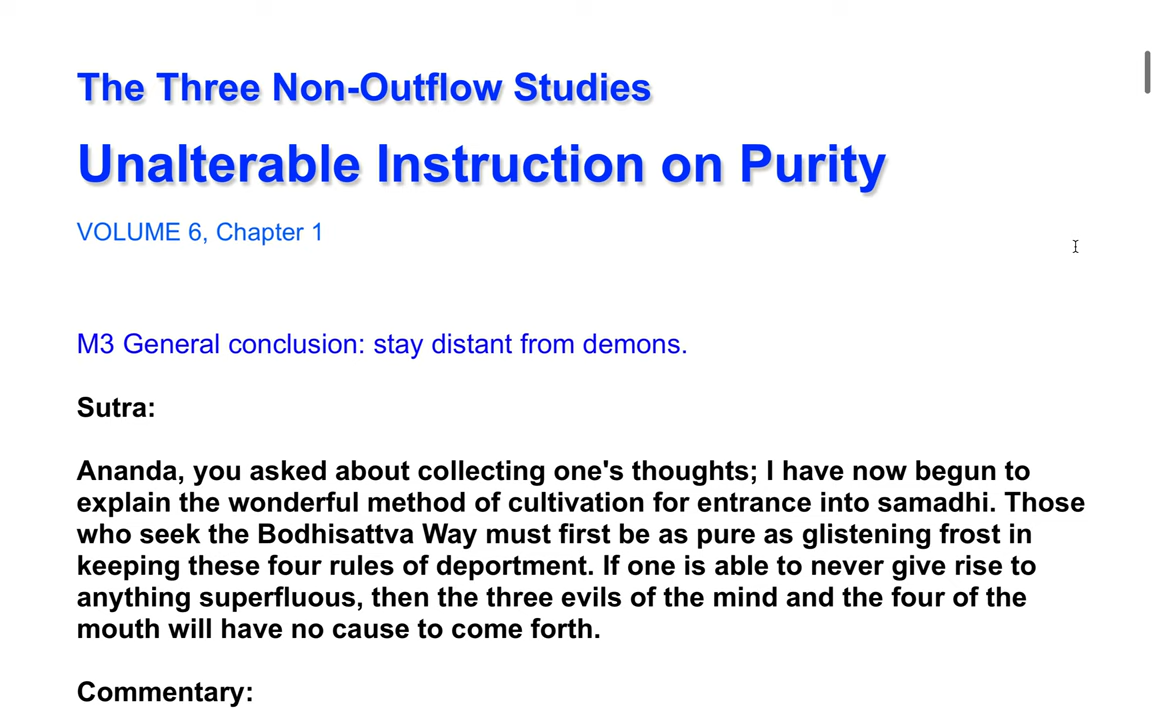 The Three Non-Outflow Studies
Unalterable Instruction on Purity
VOLUME 6, Chapter 1
M3 General conclusion: stay distant from demons.
Sutra:
Ananda, you asked about collecting one's thoughts; I have now begun to
explain the wonderful method of cultivation for entrance into samadhi. Those
who seek the Bodhisattva Way must first be as pure as glistening frost in
keeping these four rules of deportment. If one is able to never give rise to
anything superfluous, then the three evils of the mind and the four of the
mouth will have no cause to come forth.
Commentary: